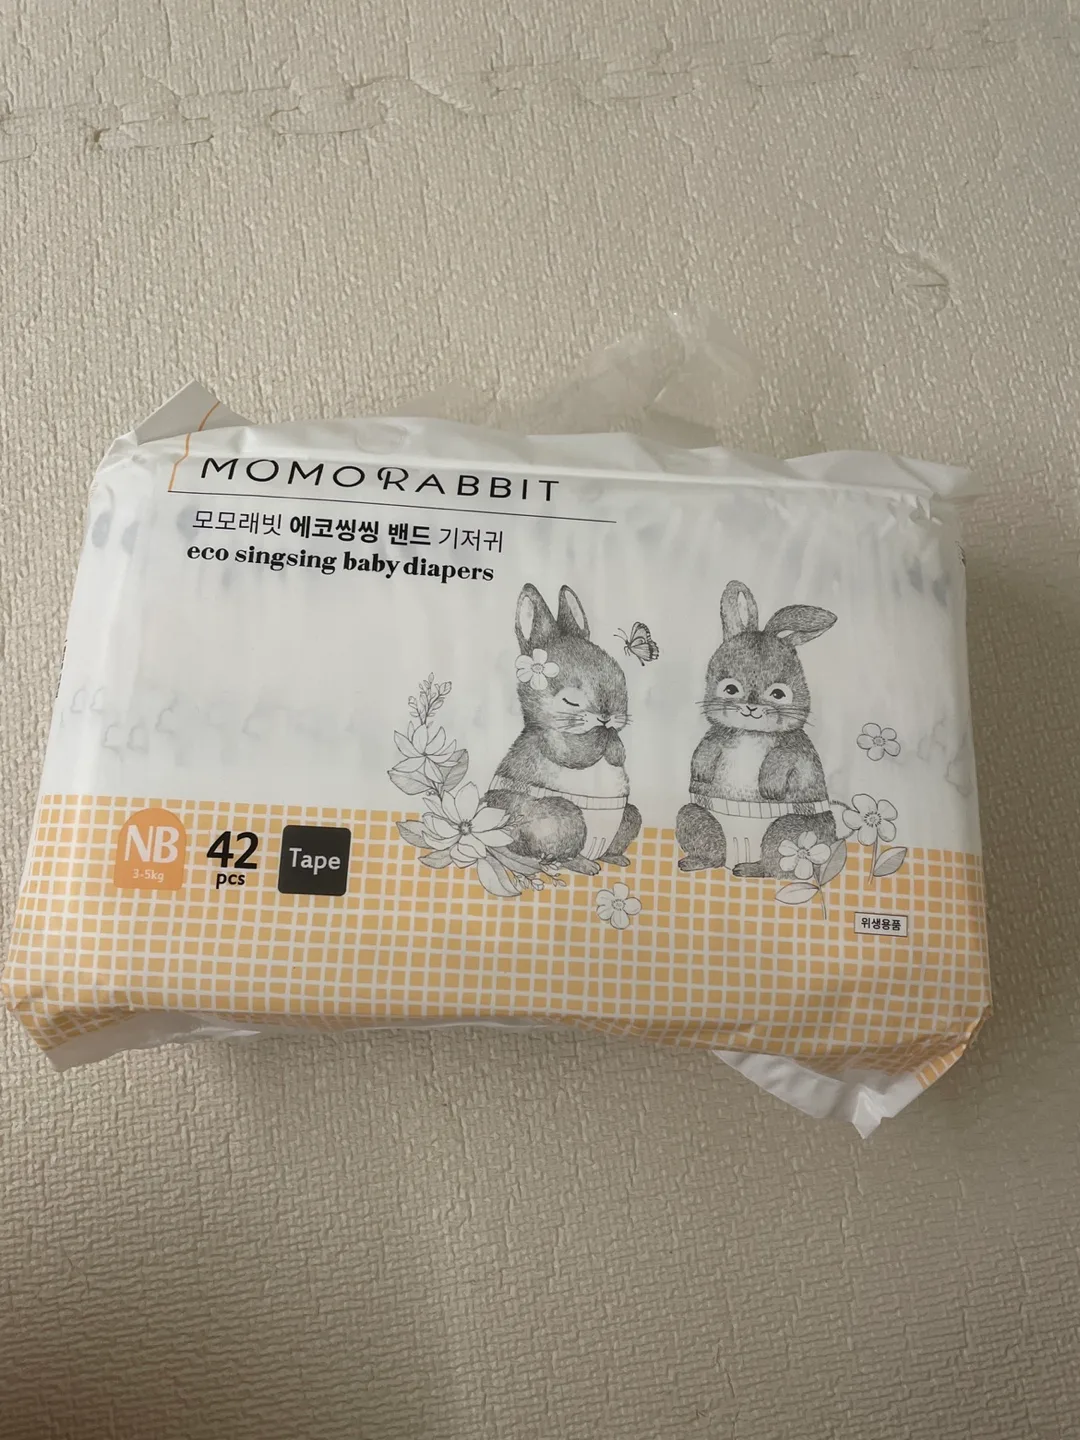 MOMORABBIT
모모래빗 에코씽씽 밴드 기저귀
eco singsing baby diapers
NB
3-5kg
42
pcs
Tape
위생용품